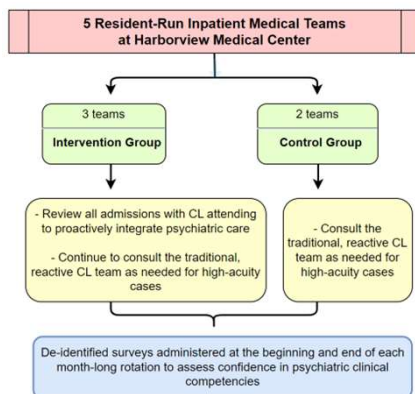 5 Resident-Run Inpatient Medical Teams
at Harborview Medical Center
3 teams
Intervention Group
2 teams
Control Group
- Review all admissions with CL attending
to proactively integrate psychiatric care
- Continue to consult the traditional,
reactive CL team as needed for high-acuity
cases
- Consult the
traditional, reactive CL
team as needed for
high-acuity cases
De-identified surveys administered at the beginning and end of each
month-long rotation to assess confidence in psychiatric clinical
competencies